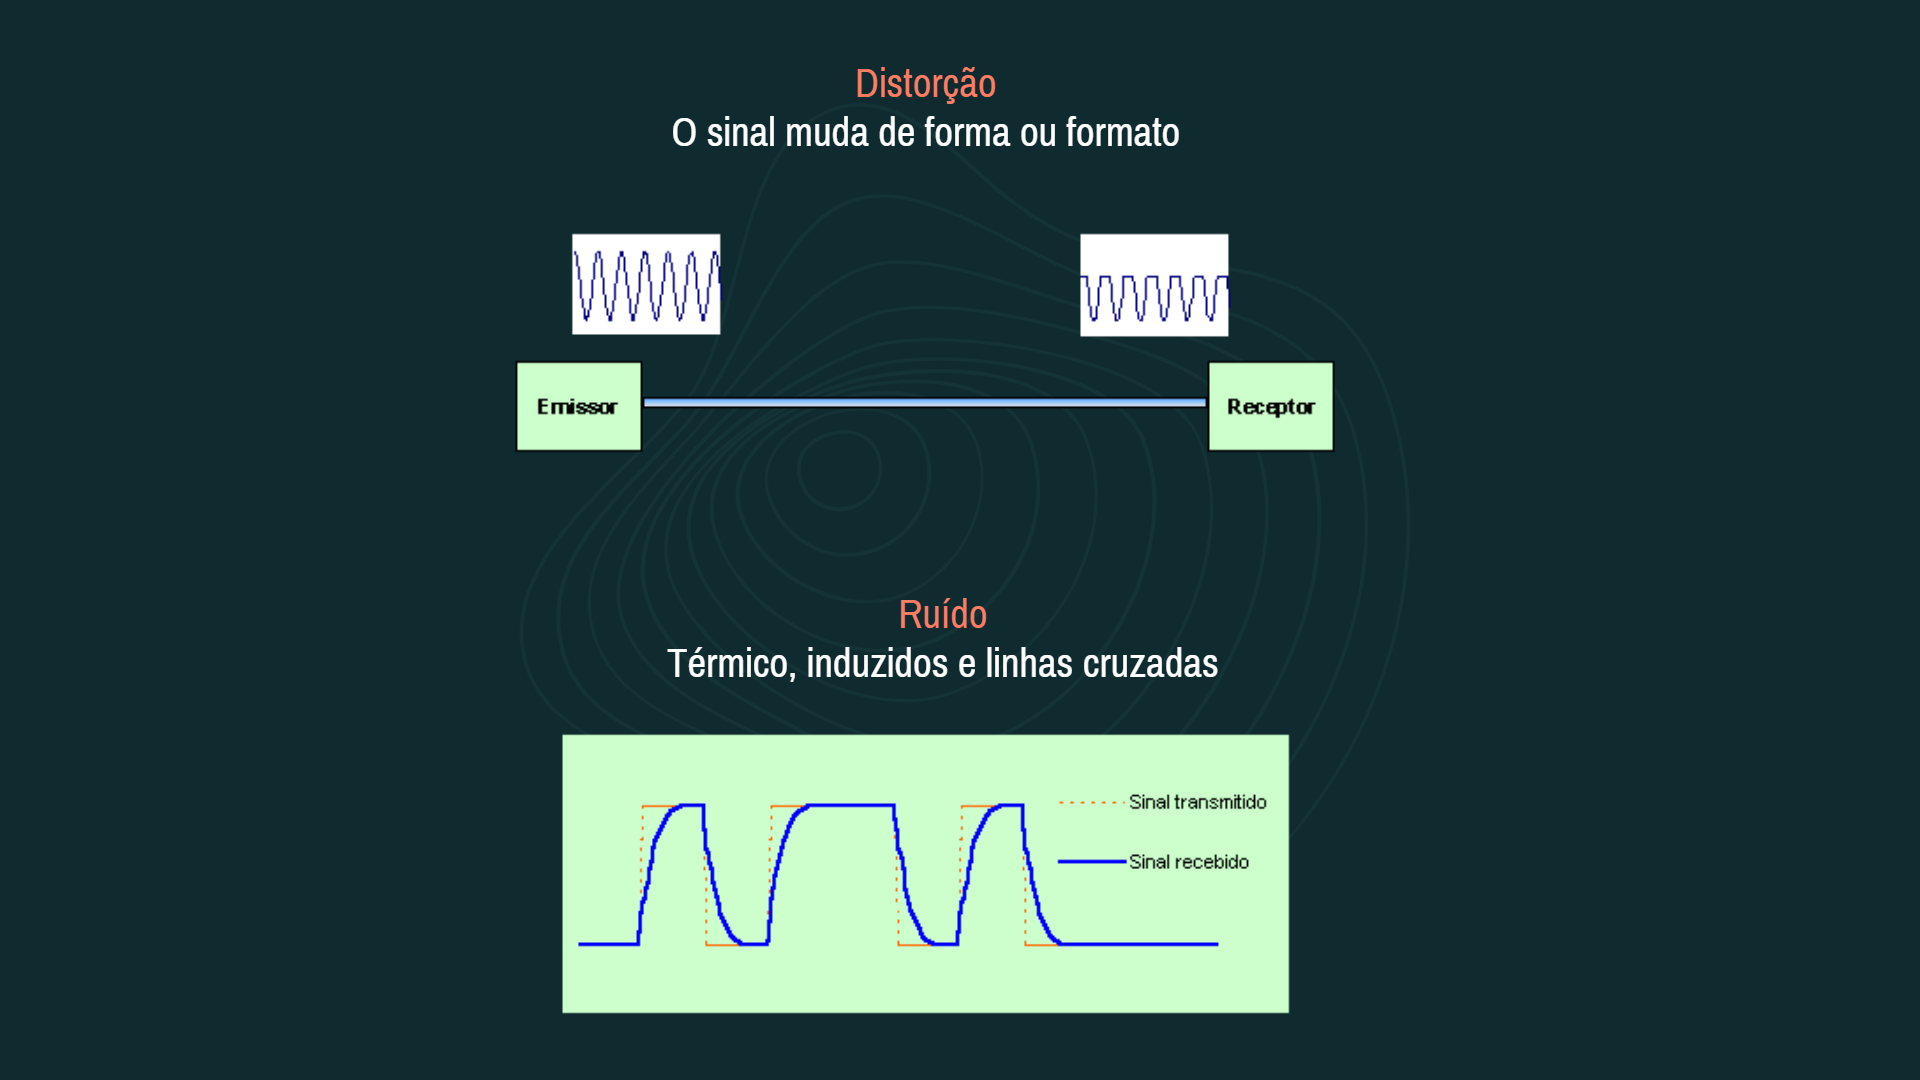 Distorção
O sinal muda de forma ou formato
Emissor
Receptor
Ruído
Térmico, induzidos e linhas cruzadas
Sinal transmitido
Sinal recebido